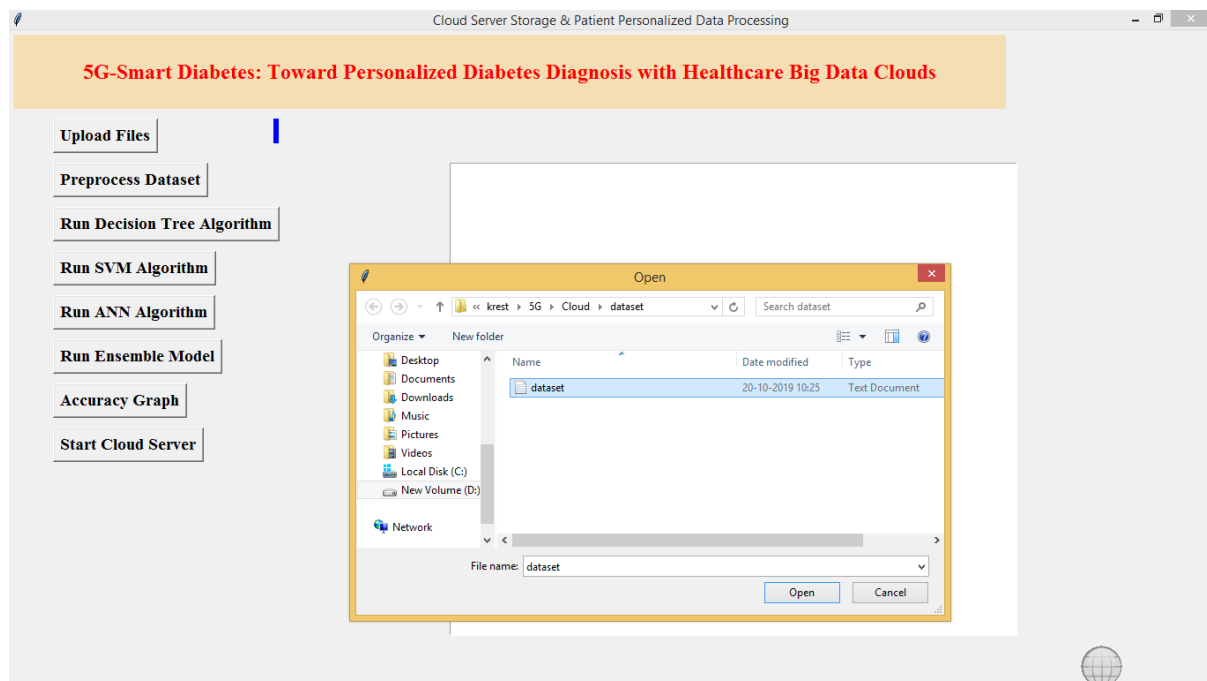 Cloud Server Storage & Patient Personalized Data Processing
5G-Smart Diabetes: Toward Personalized Diabetes Diagnosis with Healthcare Big Data Clouds
Upload Files
Preprocess Dataset
Run Decision Tree Algorithm
Run SVM Algorithm
Run ANN Algorithm
Run Ensemble Model
Accuracy Graph
Start Cloud Server
Open
« krest 5G Cloud dataset
Search dataset
Organize New folder
Desktop
Documents
Downloads
Music
Pictures
Videos
Local Disk (C:)
New Volume (D:)
Network
Name Date modified Type
dataset 20-10-2019 10:25 Text Document
File name: dataset
Open Cancel